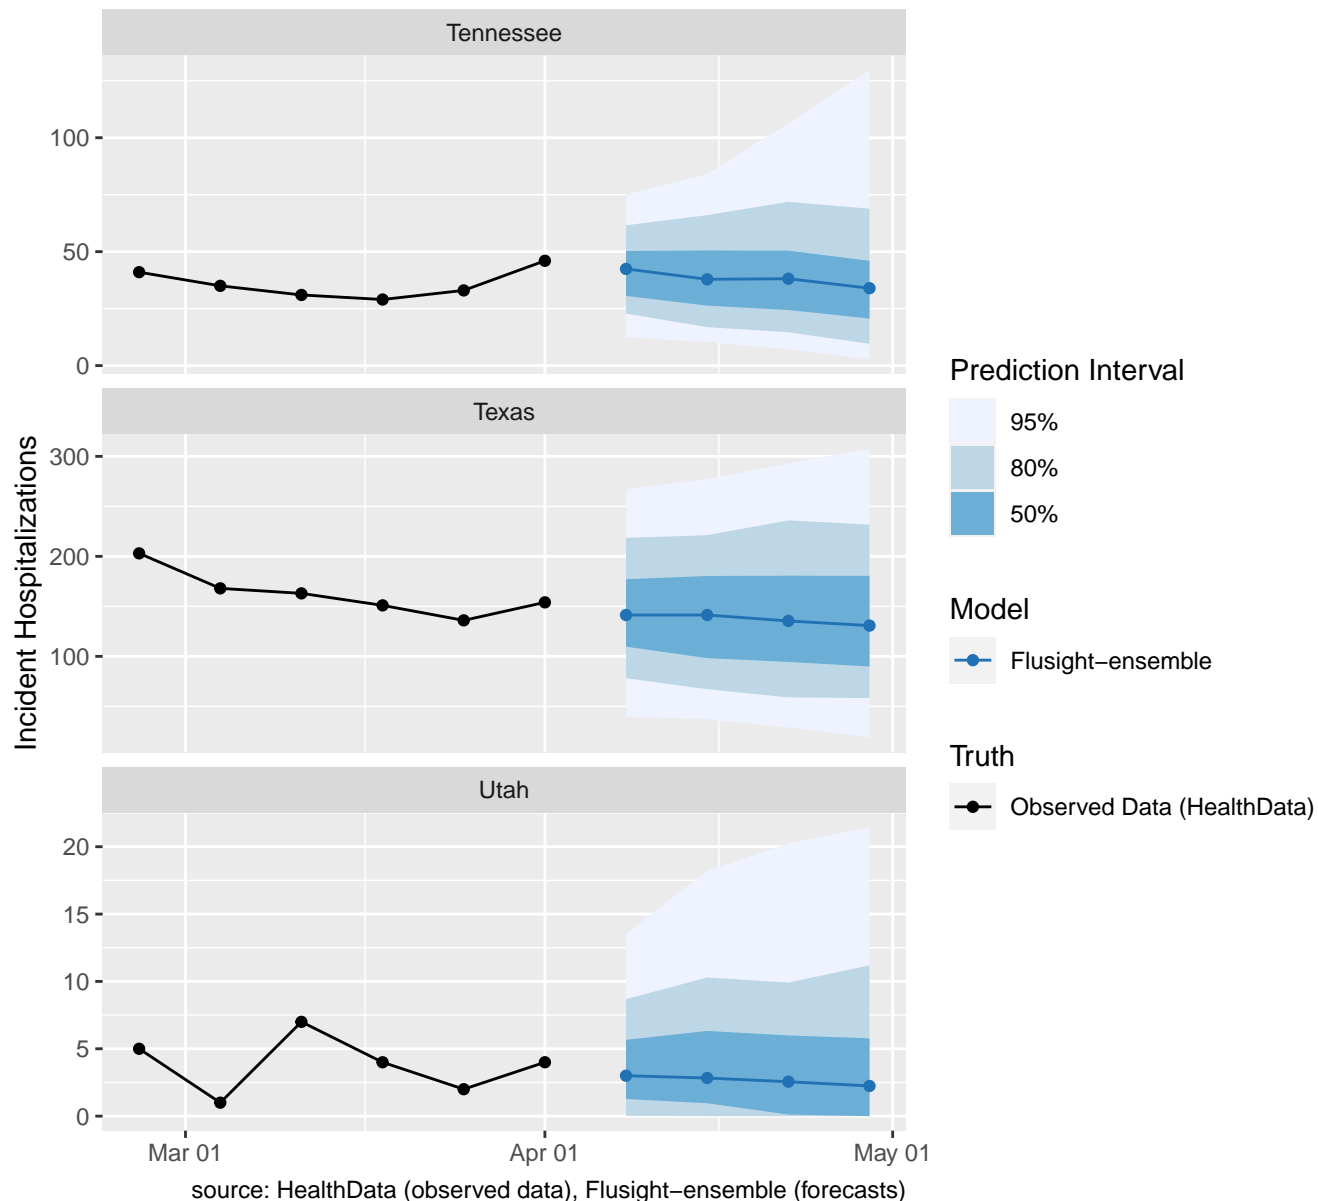 Tennessee
100
50
0
Texas
300
200
100
Utah
20
15
10
5
0
Mar 01
Apr 01
May 01
Incident Hospitalizations
source: HealthData (observed data), Flusight−ensemble (forecasts)
Prediction Interval
95%
80%
50%
Model
Flusight−ensemble
Truth
Observed Data (HealthData)